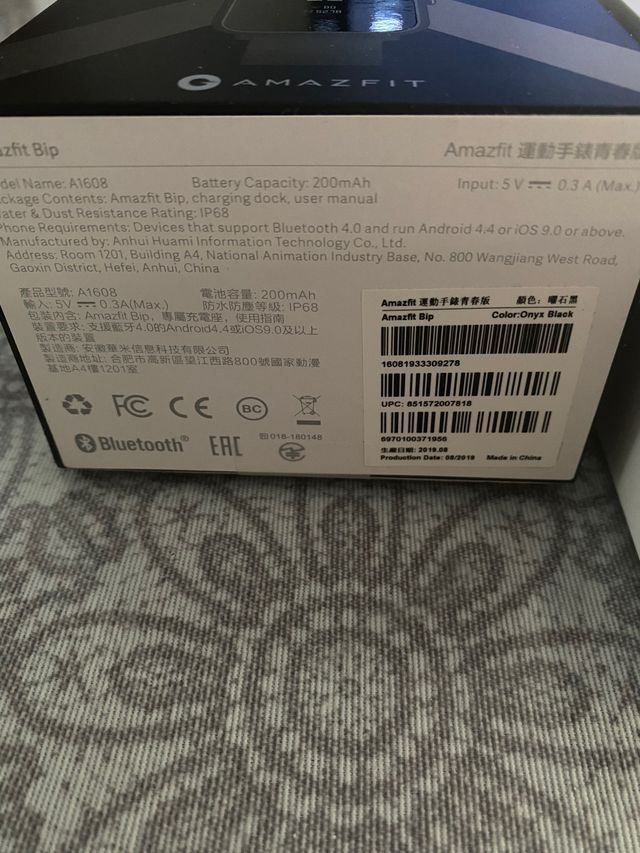 AMAZFIT
zfit Bip
Amazfit 運動手錶青春版
del Name: A1608 Battery Capacity: 200mAh Input: 5V 0.3A (Max.)
ckage Contents: Amazfit Bip, charging dock, user manual
ater & Dust Resistance Rating: IP68
Phone Requirements: Devices that support Bluetooth 4.0 and run Android 4.4 or iOS 9.0 or above.
Manufactured by: Anhui Huami Information Technology Co., Ltd.
Address: Room 1201, Building A4, National Animation Industry Base, No. 800 Wangjiang West Road,
Gaoxin District, Hefei, Anhui, China
產品型號: A1608 電池容量: 200mAh
輸入: 5V 0.3A(Max.) 防水防塵等級: IP68
包裝內含: Amazfit Bip, 專屬充電座, 使用指南
裝置要求: 支援藍牙4.0的Android4.4或iOS9.0及以上
版本的裝置
製造商: 安徽華米信息科技有限公司
製造商地址: 合肥市高新區望江西路800號國家動漫
基地A4樓1201室
FC CE BC
Bluetooth® EAC 018-180148
Amazfit 運動手錶青春版 顏色: 曜石黑
Amazfit Bip Color:Onyx Black
16081933309278
UPC: 851572007818
6970100371956
生產日期: 2019.08
Production Date: 08/2019 Made in China